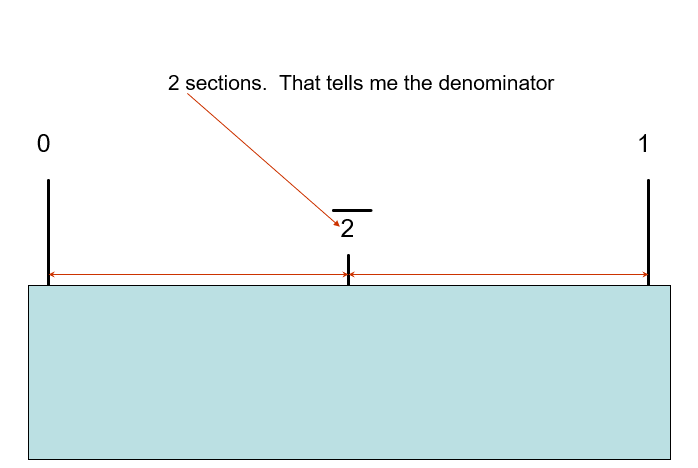 2 sections.  That tells me the denominator
0
1
2